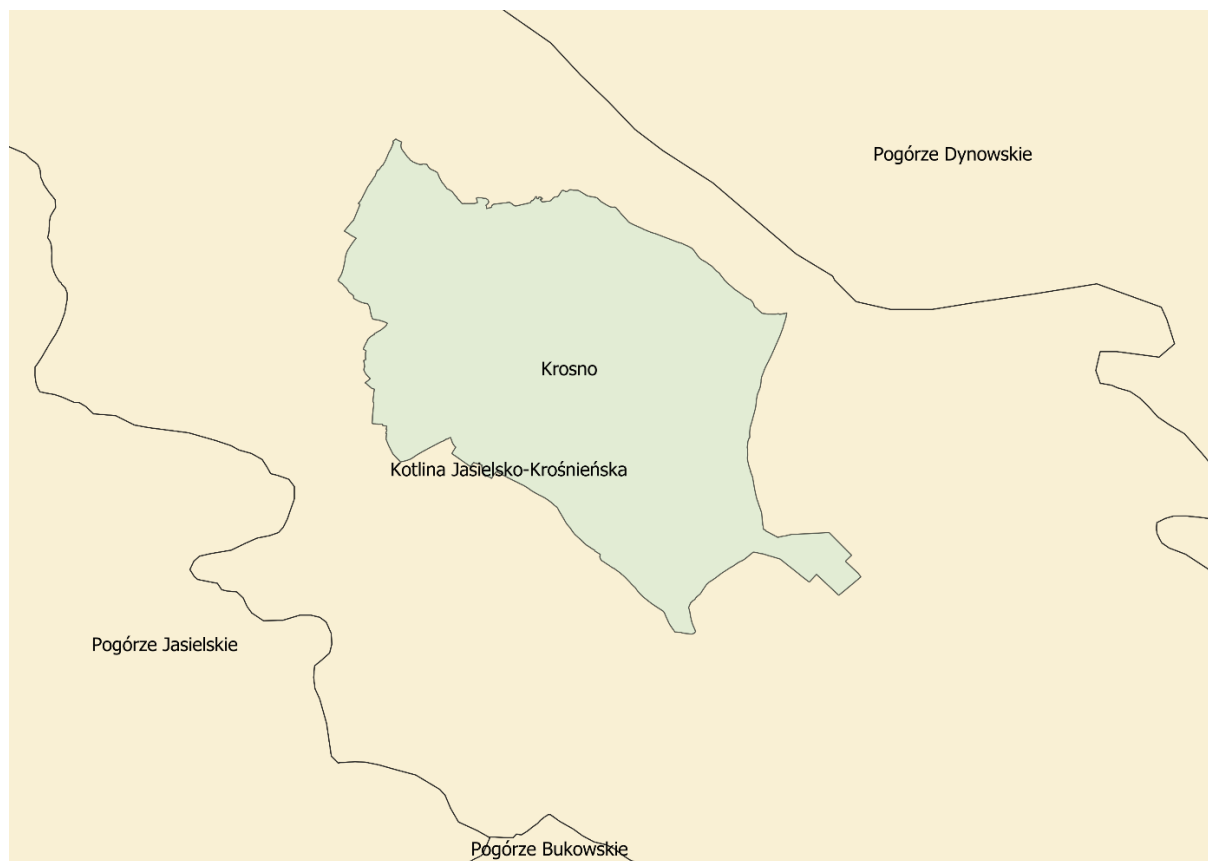 Pogórze Dynowskie
Krosno
Kotlina Jasielsko-Krośnieńska
Pogórze Jasielskie
Pogórze Bukowskie